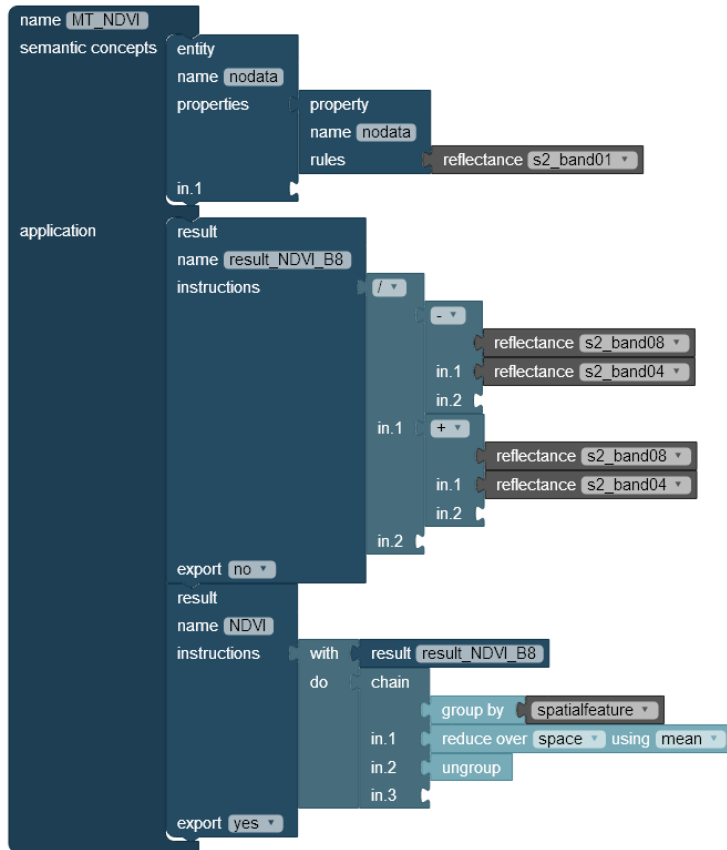 name MT_NDVI
semantic concepts entity
name nodata
properties property
name nodata
rules reflectance s2_band01
in.1
application result
name result_NDVI_B8
instructions /
-
reflectance s2_band08
in.1 reflectance s2_band04
in.2
in.1 +
reflectance s2_band08
in.1 reflectance s2_band04
in.2
in.2
export no
result
name NDVI
instructions with result result_NDVI_B8
do chain
group by spatialfeature
in.1 reduce over space using mean
in.2 ungroup
in.3
export yes